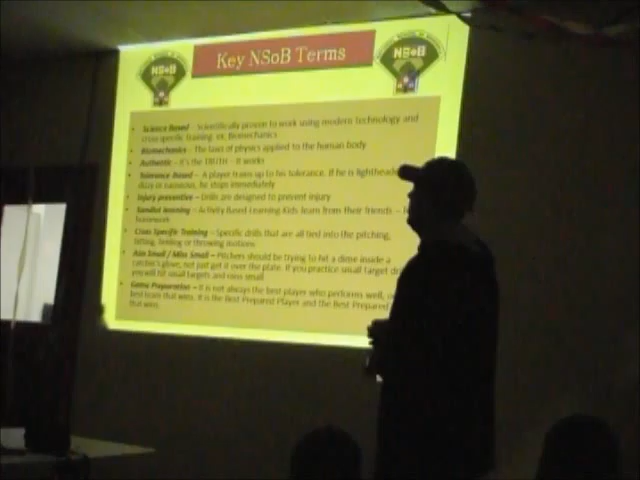 Key NSoB Terms
NSoB
NSoB
Science Based – Scientifically proven to work using modern technology and
cross specific training ex. Biomechanics
Biomechanics – The laws of physics applied to the human body
Authentic – It's the TRUTH – It works
Tolerance Based – A player trains up to his tolerance. If he is lightheade
dizzy or nauseous, he stops immediately
Injury preventive – Drills are designed to prevent injury
learning – Activity Based Learning Kids learn from their friends –
homework
Cross Specific Training – Specific drills that are all tied into the pitching,
hitting, fielding or throwing motions
Aim Small / Miss Small – Pitchers should be trying to hit a dime inside a
catcher's glove, not just get it over the plate. If you practice small target
you will hit small targets and miss small
Game Preparation – It is not always the best player who performs well,
best team that wins. It is the Best Prepared Player and the Best Prepared
that wins